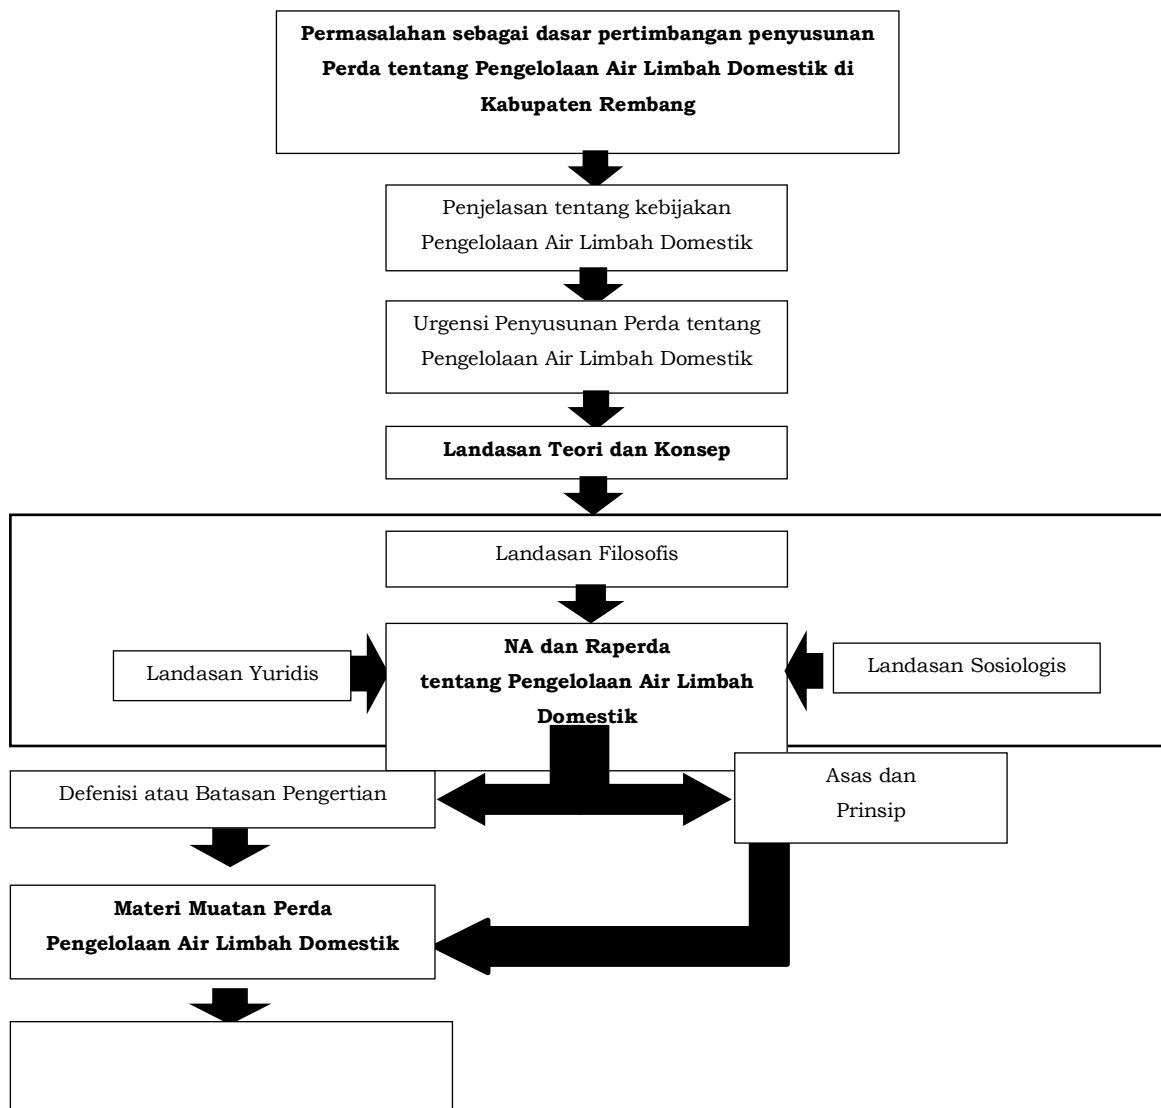 Permasalahan sebagai dasar pertimbangan penyusunan
Perda tentang Pengelolaan Air Limbah Domestik di
Kabupaten Rembang
Penjelasan tentang kebijakan
Pengelolaan Air Limbah Domestik
Urgensi Penyusunan Perda tentang
Pengelolaan Air Limbah Domestik
Landasan Teori dan Konsep
Landasan Filosofis
Landasan Yuridis
NA dan Raperda
tentang Pengelolaan Air Limbah
Domestik
Landasan Sosiologis
Defenisi atau Batasan Pengertian
Asas dan
Prinsip
Materi Muatan Perda
Pengelolaan Air Limbah Domestik